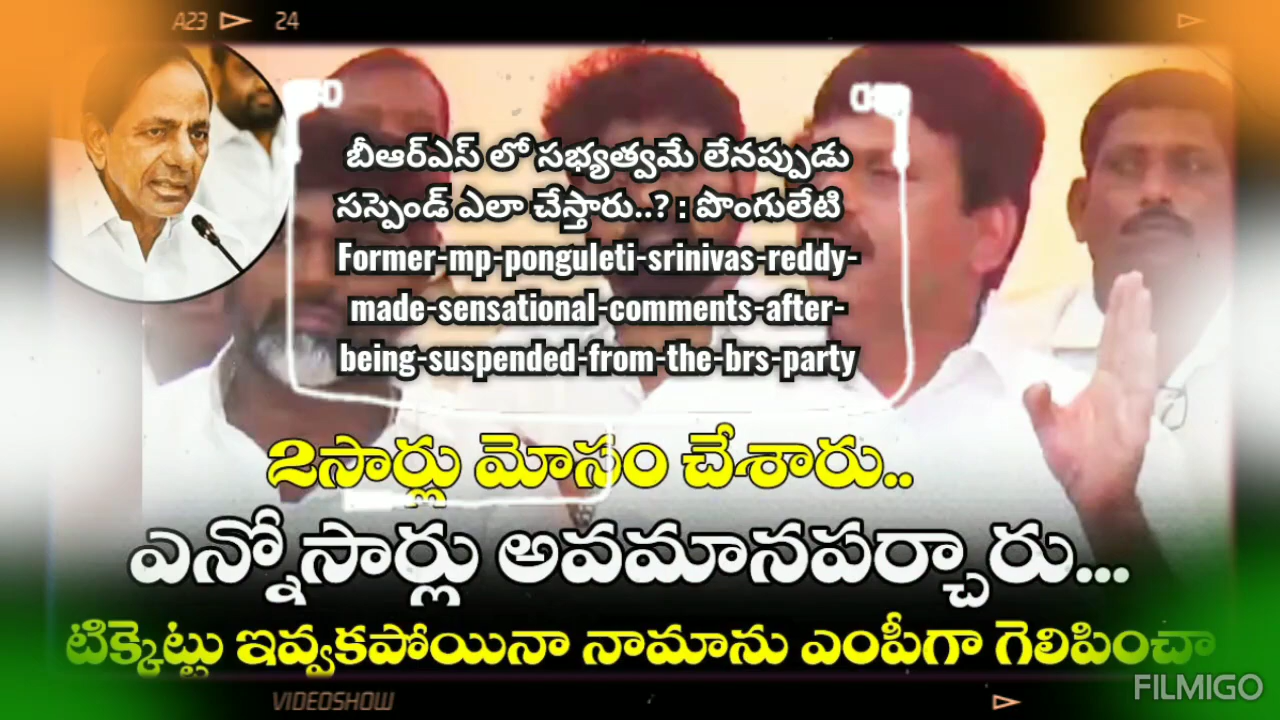 A23 24
బీఆర్ఎస్ లో సభ్యత్వమే లేనప్పుడు
సస్పెండ్ ఎలా చేస్తారు..? : పొంగులేటి
Former-mp-ponguleti-srinivas-reddy-
made-sensational-comments-after-
being-suspended-from-the-brs-party
2సార్లు మోసం చేశారు..
ఎన్నోసార్లు అవమానపర్చారు...
టిక్కెట్టు ఇవ్వకపోయినా నామాను ఎంపీగా గెలిపించా
FILMIGO
VIDEOSHOW